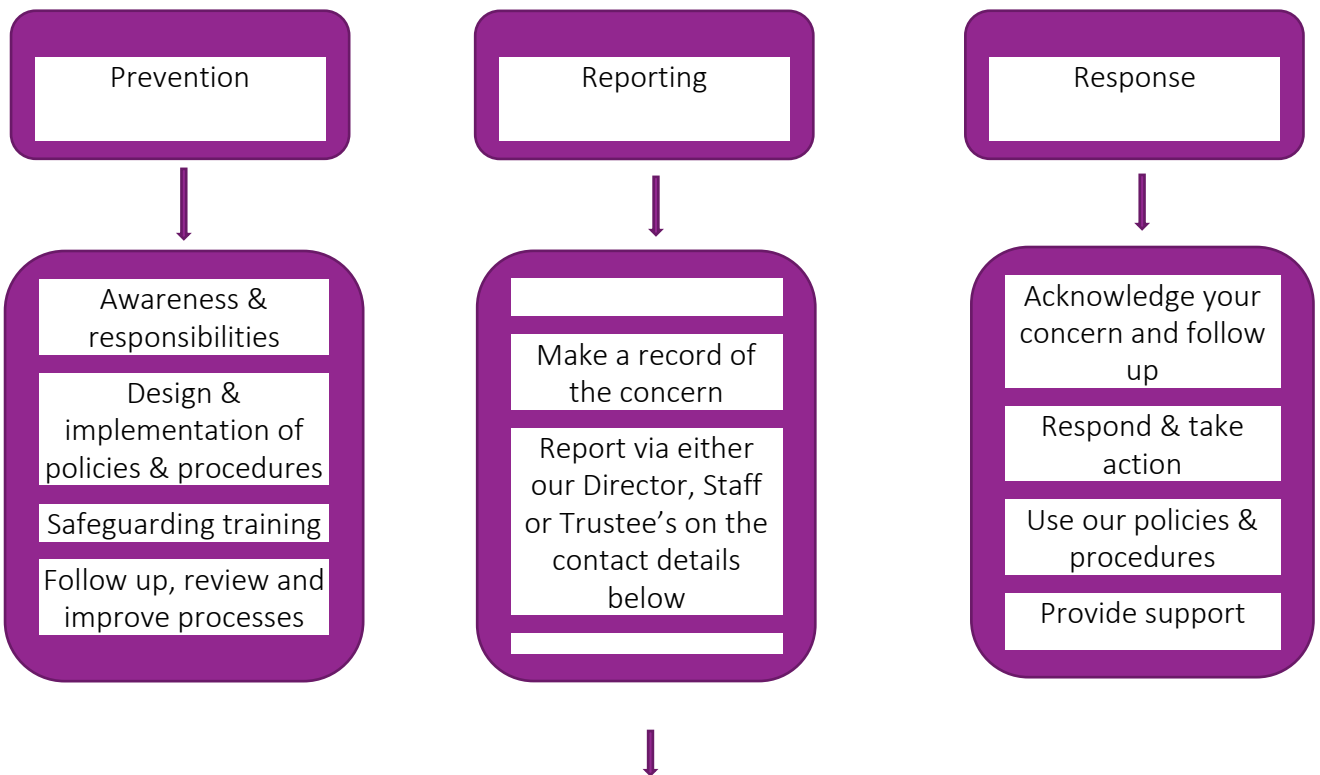 Prevention
Awareness &
responsibilities
Design &
implementation of
policies & procedures
Safeguarding training
Follow up, review and
improve processes
Reporting
Make a record of
the concern
Report via either
our Director, Staff
or Trustee’s on the
contact details
below
Response
Acknowledge your
concern and follow
up
Respond & take
action
Use our policies &
procedures
Provide support